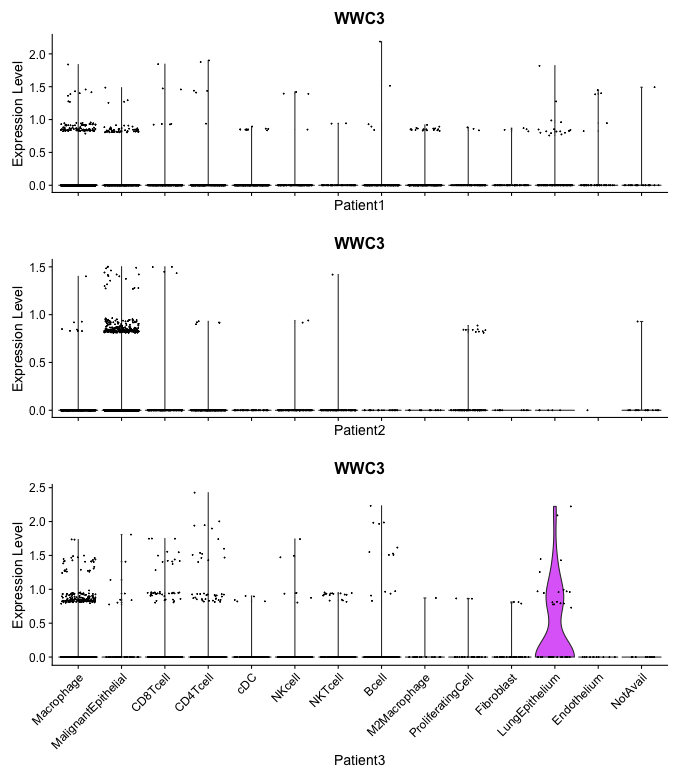 WWC3
Expression Level
2.0
1.5
1.0
0.5
0.0
Patient1
WWC3
Expression Level
1.5
1.0
0.5
0.0
Patient2
WWC3
Expression Level
2.5
2.0
1.5
1.0
0.5
0.0
Macrophage
MalignantEpithelial
CD8Tcell
CD4Tcell
cDC
NKcell
NKTcell
Bcell
M2Macrophage
ProliferatingCell
Fibroblast
LungEpithelium
Endothelium
NotAvail
Patient3